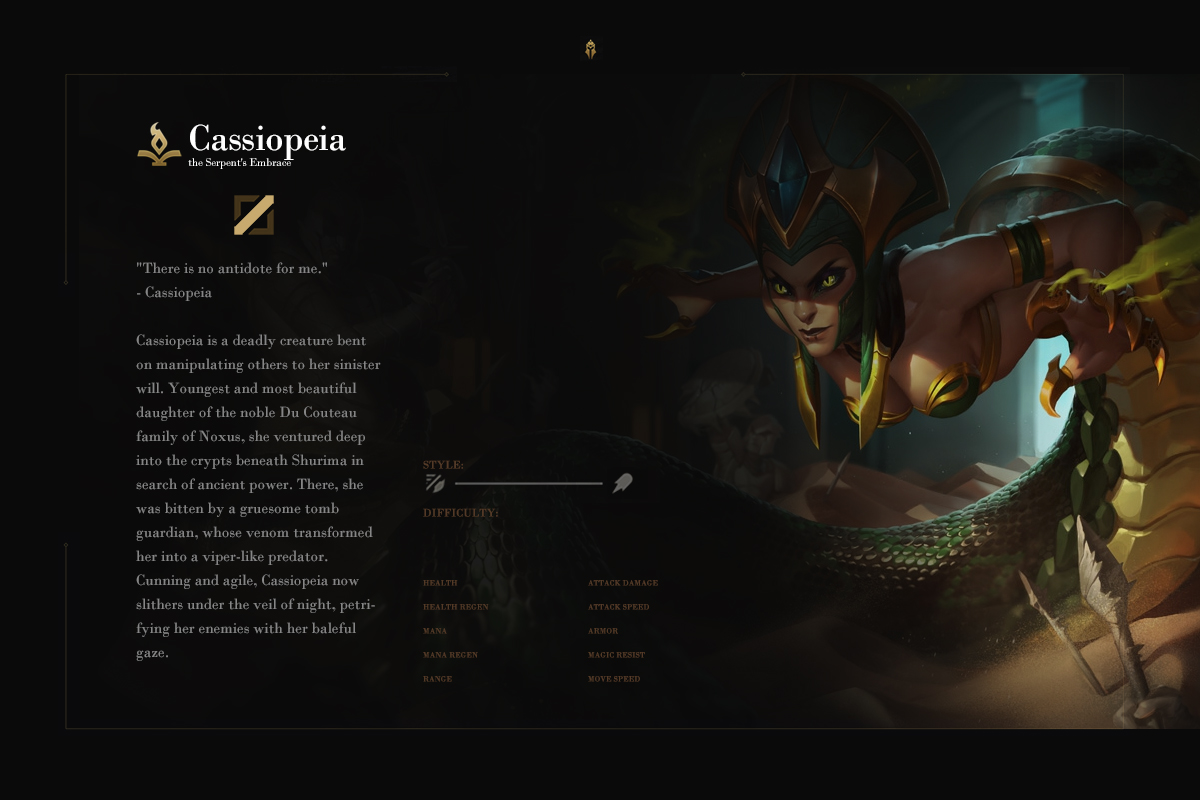 Cassiopeia
the Serpent's Embrace
"There is no antidote for me."
- Cassiopeia
Cassiopeia is a deadly creature bent
on manipulating others to her sinister
will. Youngest and most beautiful
daughter of the noble Du Couteau
family of Noxus, she ventured deep
into the crypts beneath Shurima in
search of ancient power. There, she
was bitten by a gruesome tomb
guardian, whose venom transformed
her into a viper-like predator.
Cunning and agile, Cassiopeia now
slithers under the veil of night, petri-
fying her enemies with her baleful
gaze.
STYLE:
DIFFICULTY:
HEALTH
HEALTH REGEN
MANA
MANA REGEN
RANGE
ATTACK DAMAGE
ATTACK SPEED
ARMOR
MAGIC RESIST
MOVE SPEED